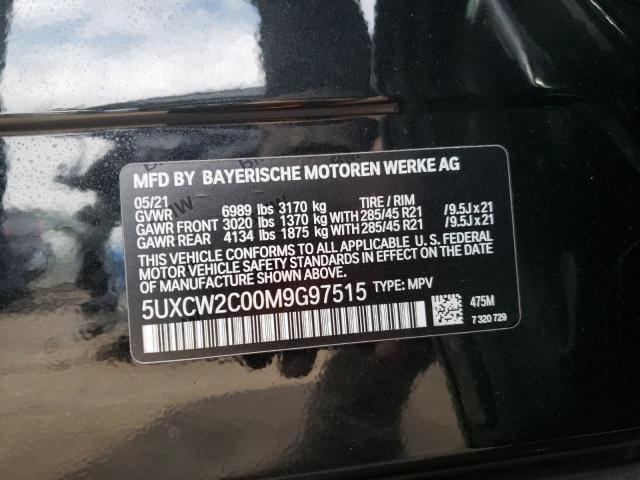 MFD BY BAYERISCHE MOTOREN WERKE AG
05/21 TIRE / RIM
GVWR 6989 lbs 3170 kg
GAWR FRONT 3020 lbs 1370 kg WITH 285/45 R21 /9.5J x 21
GAWR REAR 4134 lbs 1875 kg WITH 285/45 R21 /9.5J x 21
THIS VEHICLE CONFORMS TO ALL APPLICABLE U. S. FEDERAL
MOTOR VEHICLE SAFETY STANDARDS IN EFFECT ON THE DATE
OF MANUFACTURE SHOWN ABOVE.
5UXCW2C00M9G97515 TYPE: MPV
475M
7 320 729